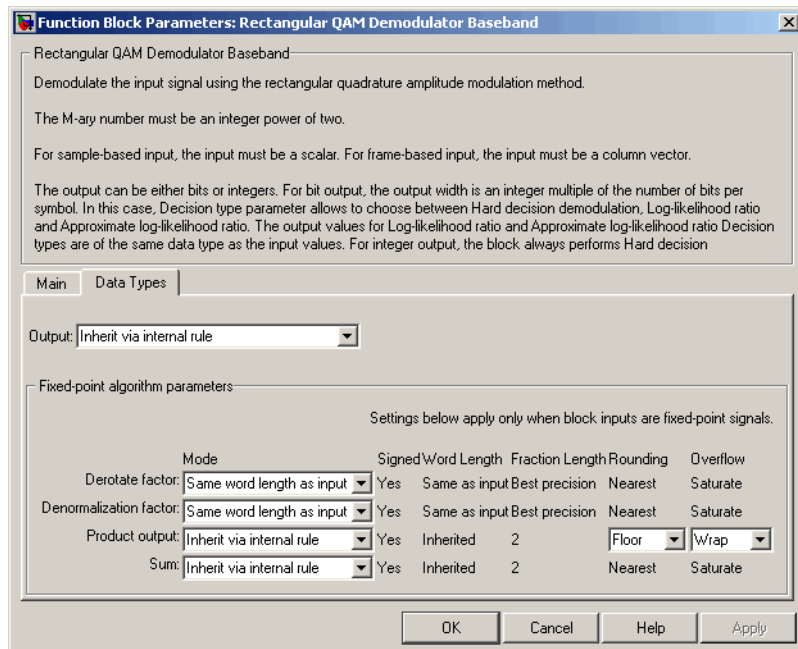 Function Block Parameters: Rectangular QAM Demodulator Baseband
Rectangular QAM Demodulator Baseband
Demodulate the input signal using the rectangular quadrature amplitude modulation method.
The M-ary number must be an integer power of two.
For sample-based input, the input must be a scalar. For frame-based input, the input must be a column vector.
The output can be either bits or integers. For bit output, the output width is an integer multiple of the number of bits per
symbol. In this case, Decision type parameter allows to choose between Hard decision demodulation, Log-likelihood ratio
and Approximate log-likelihood ratio. The output values for Log-likelihood ratio and Approximate log-likelihood ratio Decision
types are of the same data type as the input values. For integer output, the block always performs Hard decision
Main Data Types
Output: Inherit via internal rule
Fixed-point algorithm parameters
Settings below apply only when block inputs are fixed-point signals.
Mode Signed Word Length Fraction Length Rounding Overflow
Derotate factor: Same word length as input Yes Same as input Best precision Nearest Saturate
Denormalization factor: Same word length as input Yes Same as input Best precision Nearest Saturate
Product output: Inherit via internal rule Yes Inherited 2 Floor Wrap
Sum: Inherit via internal rule Yes Inherited 2 Nearest Saturate
OK Cancel Help Apply